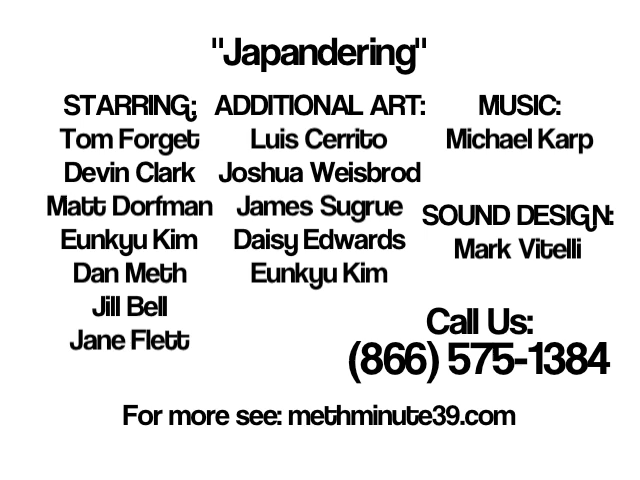 "Japandering"
STARRING:
Tom Forget
Devin Clark
Matt Dorfman
Eunkyu Kim
Dan Meth
Jill Bell
Jane Flett
ADDITIONAL ART:
Luis Cerrito
Joshua Weisbrod
James Sugrue
Daisy Edwards
Eunkyu Kim
MUSIC:
Michael Karp
SOUND DESIGN:
Mark Vitelli
Call Us:
(866) 575-1384
For more see: methminute39.com